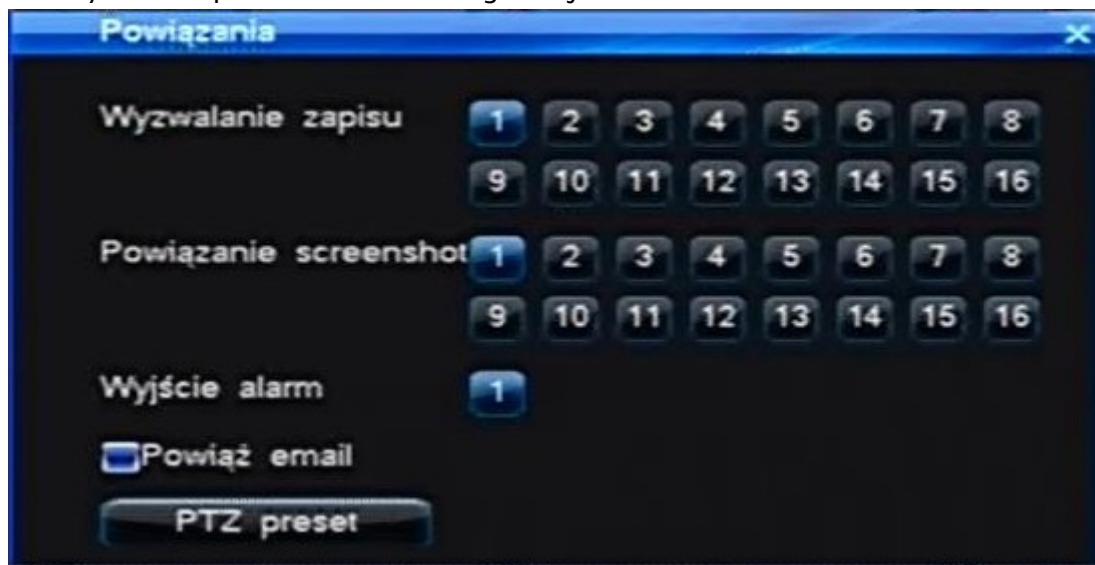 Powiązania
Wyzwalanie zapisu 1 2 3 4 5 6 7 8
9 10 11 12 13 14 15 16
Powiązanie screenshot 1 2 3 4 5 6 7 8
9 10 11 12 13 14 15 16
Wyjście alarm 1
Powiąż email
PTZ preset